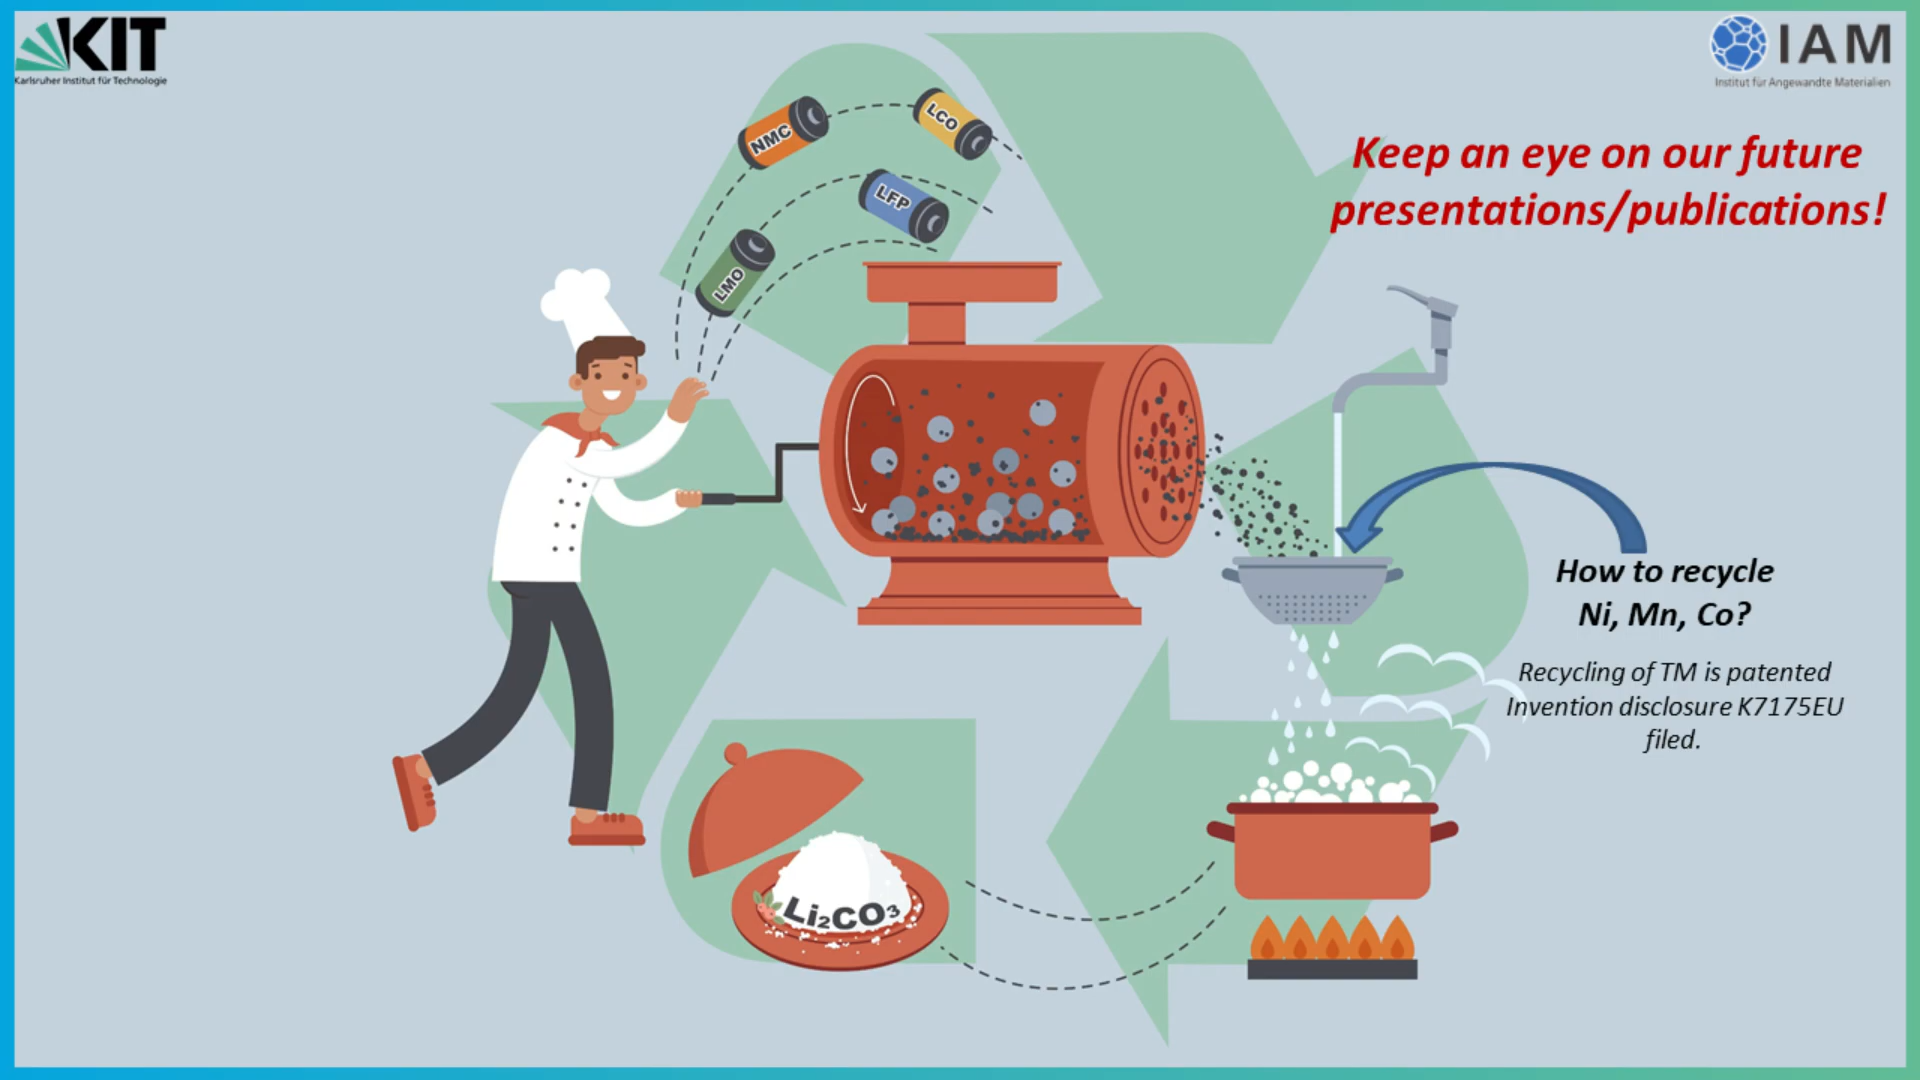 KIT
Karlsruher Institut für Technologie
IAM
Institut für Angewandte Materialien
Keep an eye on our future
presentations/publications!
NMC
LCO
LFP
LMO
How to recycle
Ni, Mn, Co?
Recycling of TM is patented
Invention disclosure K7175EU
filed.
Li₂CO₃